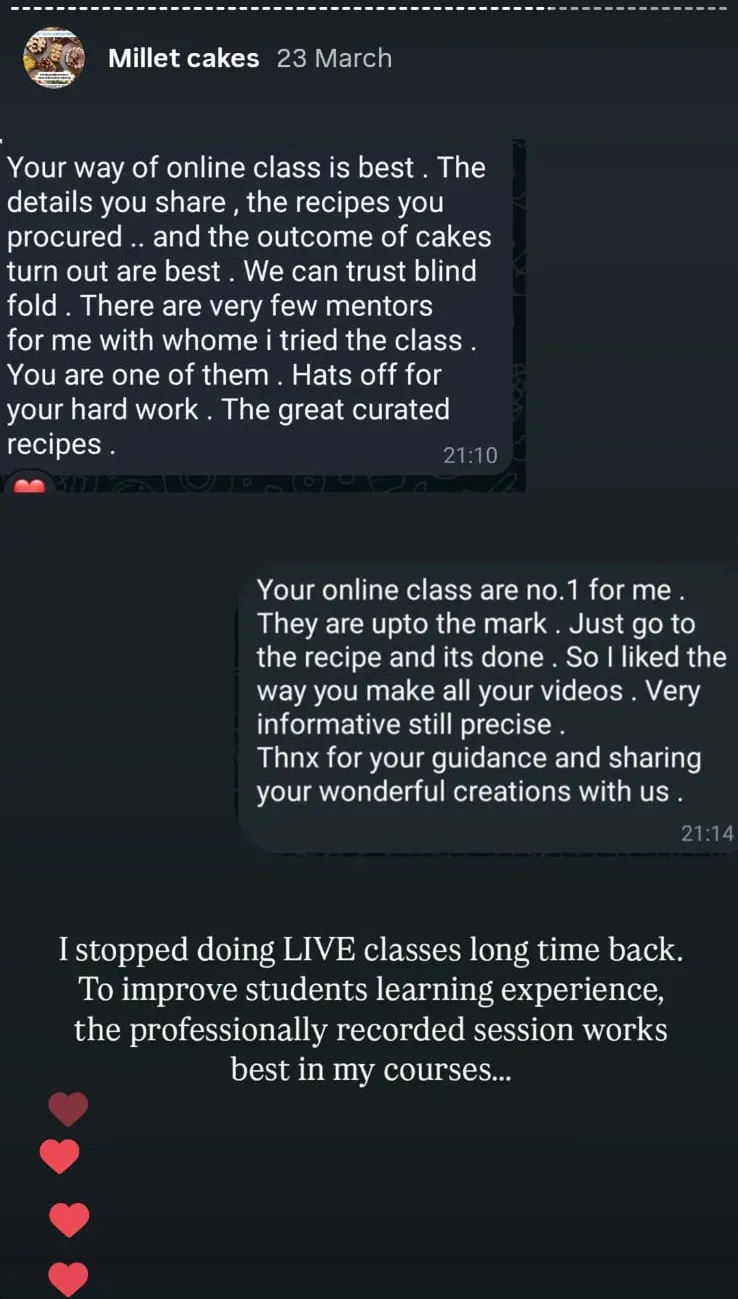 Millet cakes 23 March
Your way of online class is best . The
details you share , the recipes you
procured .. and the outcome of cakes
turn out are best . We can trust blind
fold . There are very few mentors
for me with whome i tried the class .
You are one of them . Hats off for
your hard work . The great curated
recipes .
21:10
Your online class are no.1 for me .
They are upto the mark . Just go to
the recipe and its done . So I liked the
way you make all your videos . Very
informative still precise .
Thnx for your guidance and sharing
your wonderful creations with us .
21:14
I stopped doing LIVE classes long time back.
To improve students learning experience,
the professionally recorded session works
best in my courses...